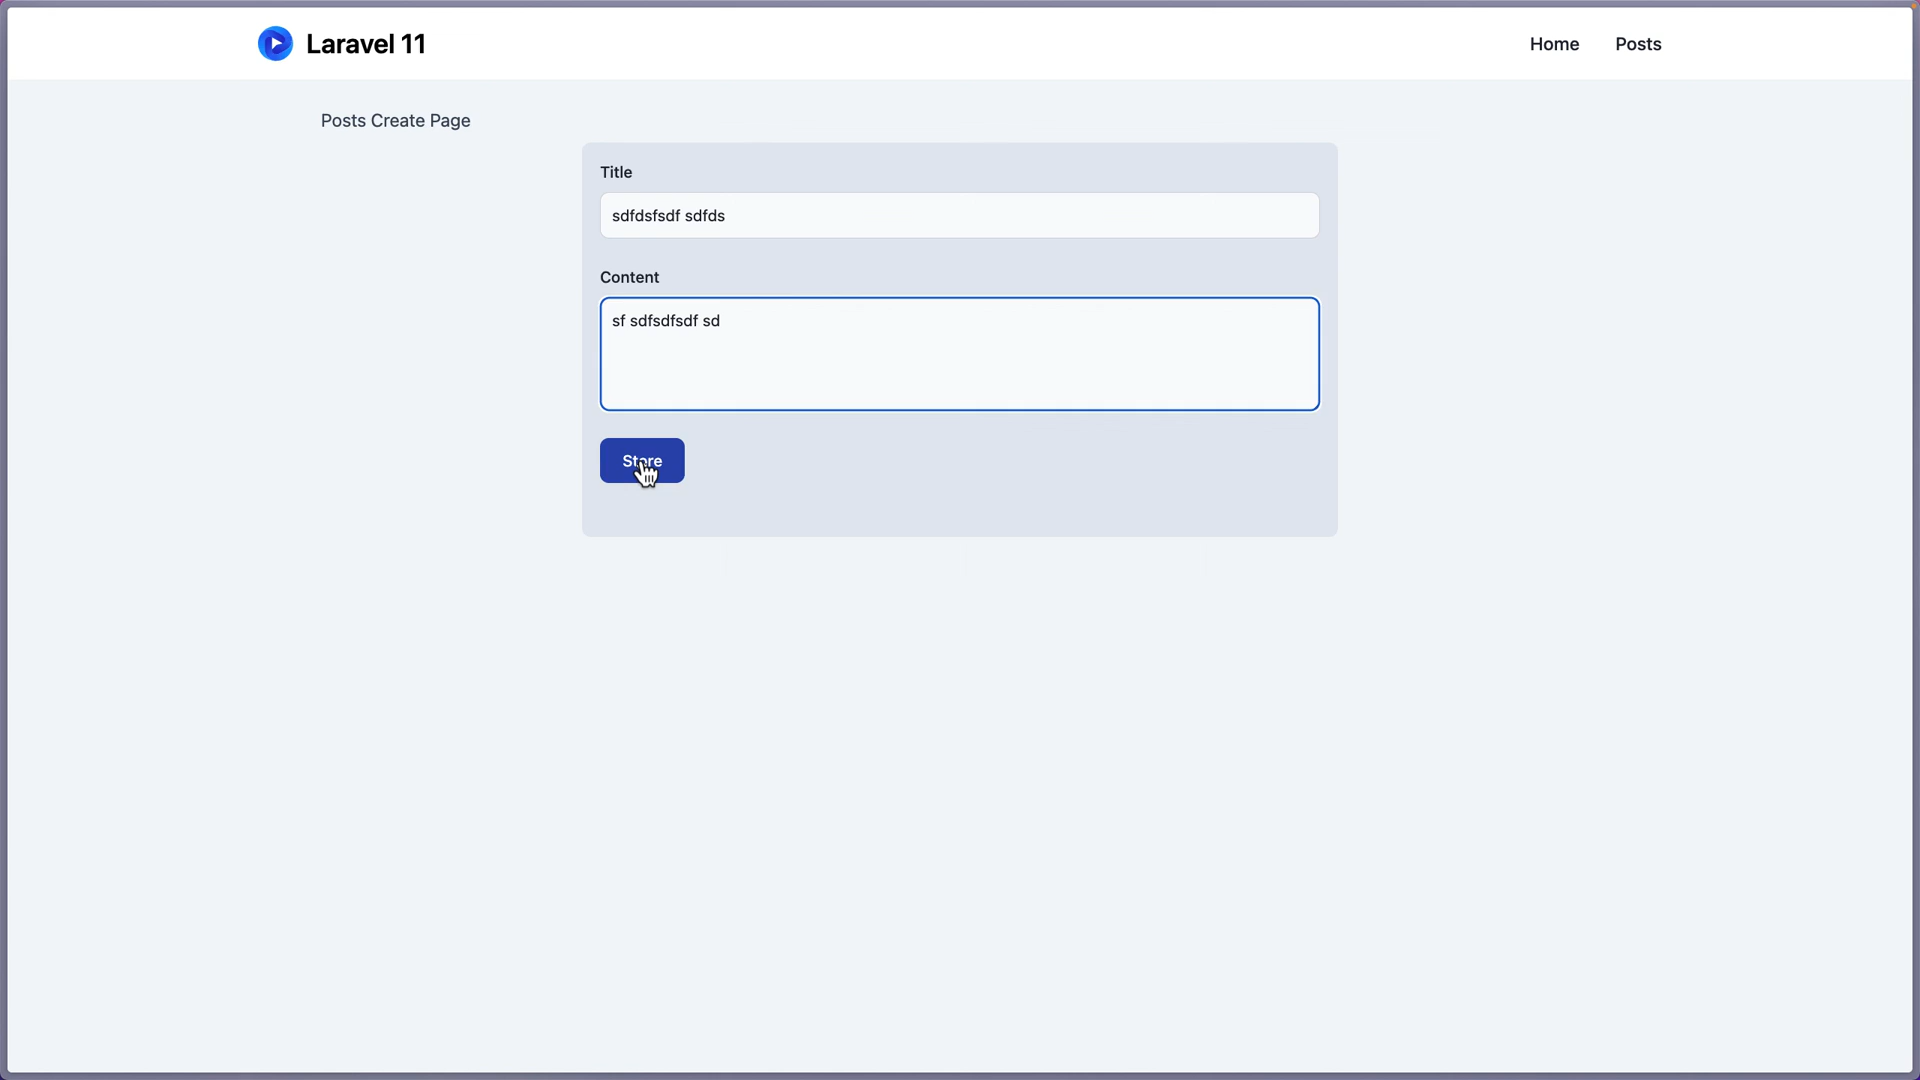 Laravel 11
Home
Posts
Posts Create Page
Title
sdfdsfsdf sdfds
Content
sf sdfsdfsdf sd
Store